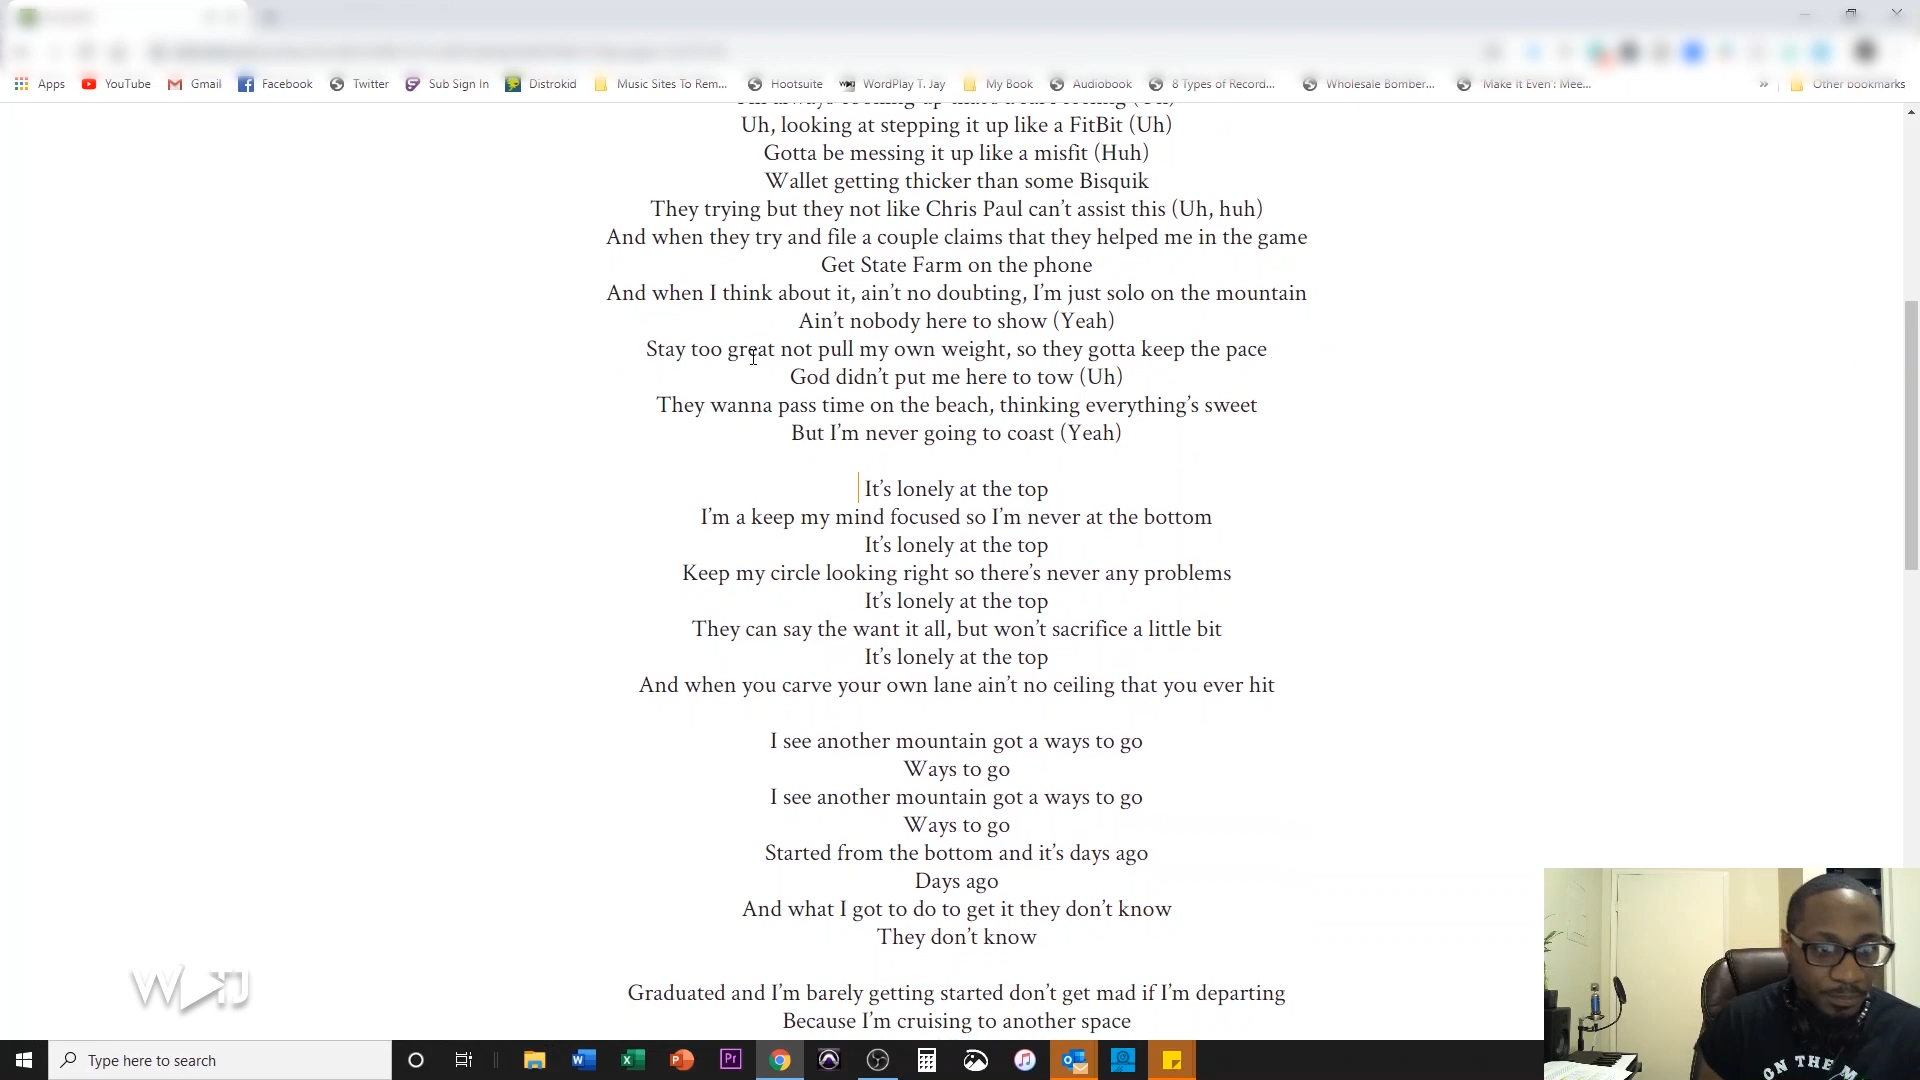 Apps YouTube Gmail Facebook Twitter Sub Sign In Distrokid Music Sites To Rem... Hootsuite WordPlay T. Jay My Book Audiobook 8 Types of Record... Wholesale Bomber... 'Make It Even : Mee... » Other bookmarks
Uh, looking at stepping it up like a FitBit (Uh)
Gotta be messing it up like a misfit (Huh)
Wallet getting thicker than some Bisquik
They trying but they not like Chris Paul can’t assist this (Uh, huh)
And when they try and file a couple claims that they helped me in the game
Get State Farm on the phone
And when I think about it, ain’t no doubting, I’m just solo on the mountain
Ain’t nobody here to show (Yeah)
Stay too great not pull my own weight, so they gotta keep the pace
God didn’t put me here to tow (Uh)
They wanna pass time on the beach, thinking everything’s sweet
But I’m never going to coast (Yeah)
It’s lonely at the top
I’m a keep my mind focused so I’m never at the bottom
It’s lonely at the top
Keep my circle looking right so there’s never any problems
It’s lonely at the top
They can say the want it all, but won’t sacrifice a little bit
It’s lonely at the top
And when you carve your own lane ain’t no ceiling that you ever hit
I see another mountain got a ways to go
Ways to go
I see another mountain got a ways to go
Ways to go
Started from the bottom and it’s days ago
Days ago
And what I got to do to get it they don’t know
They don’t know
Graduated and I’m barely getting started don’t get mad if I’m departing
Because I’m cruising to another space
Type here to search
ON THE